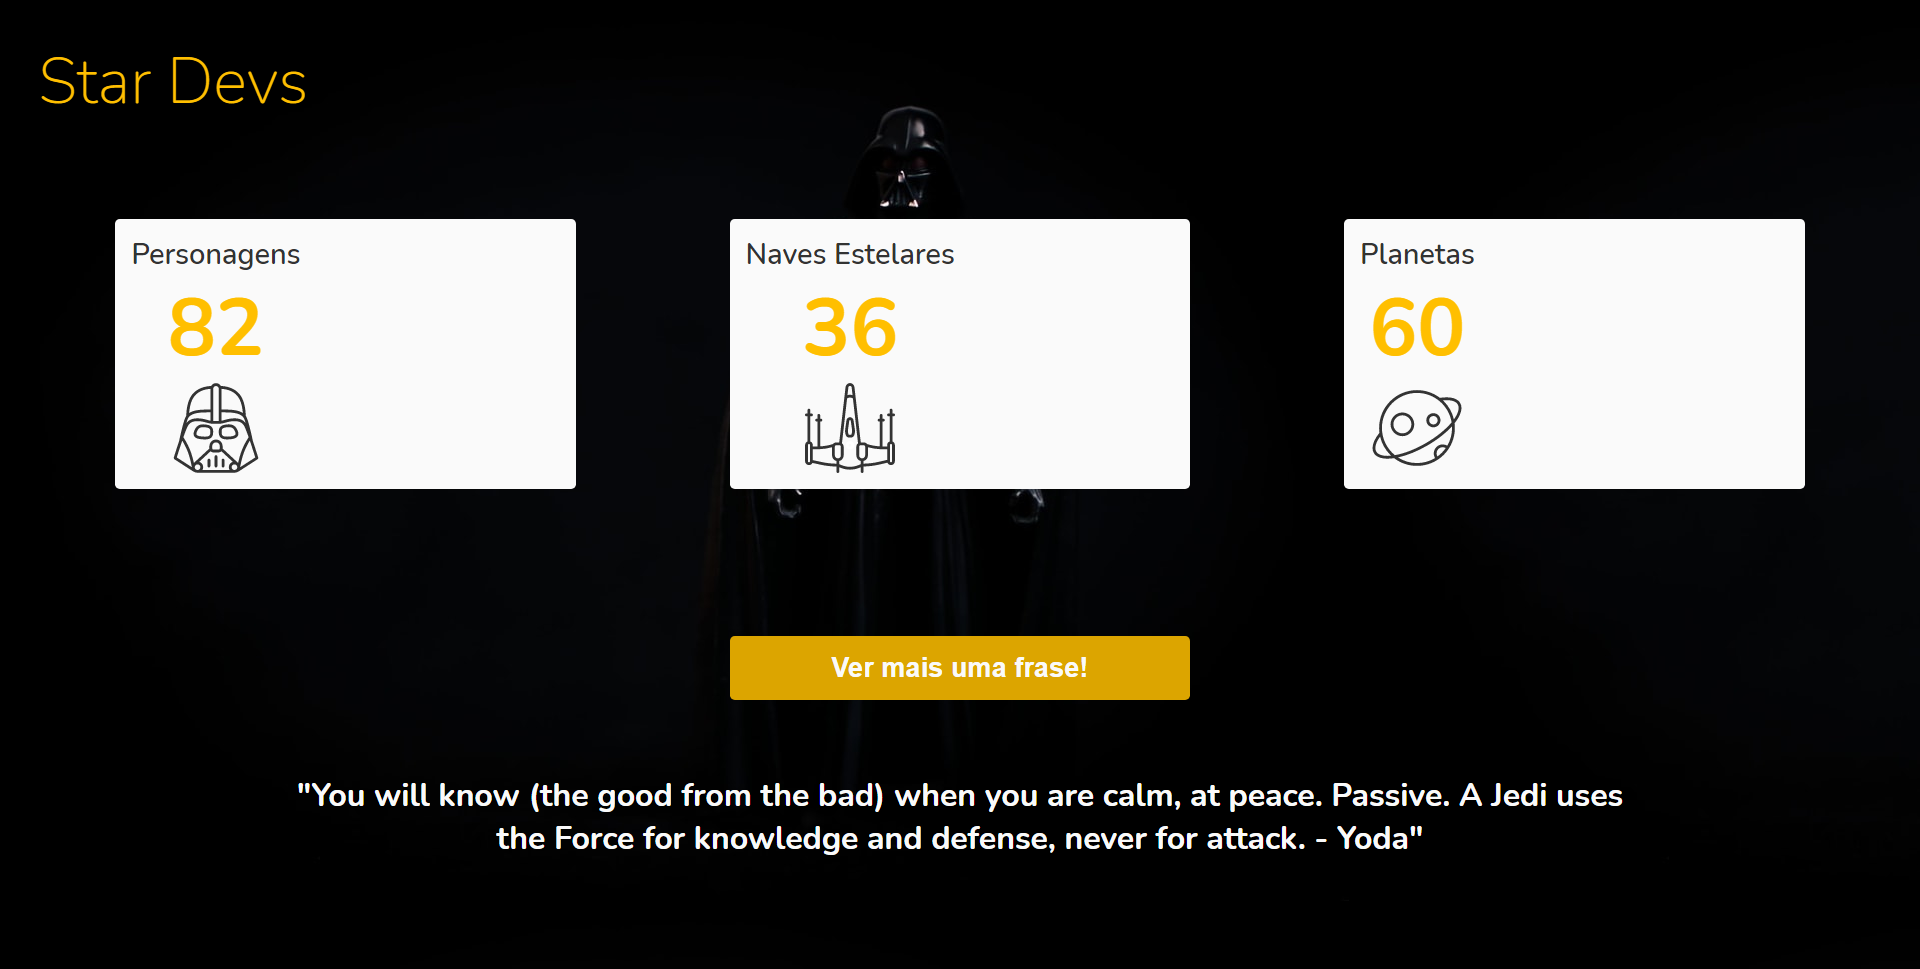 Star Devs
Personagens
82
Naves Estelares
36
Planetas
60
Ver mais uma frase!
"You will know (the good from the bad) when you are calm, at peace. Passive. A Jedi uses
the Force for knowledge and defense, never for attack. - Yoda"